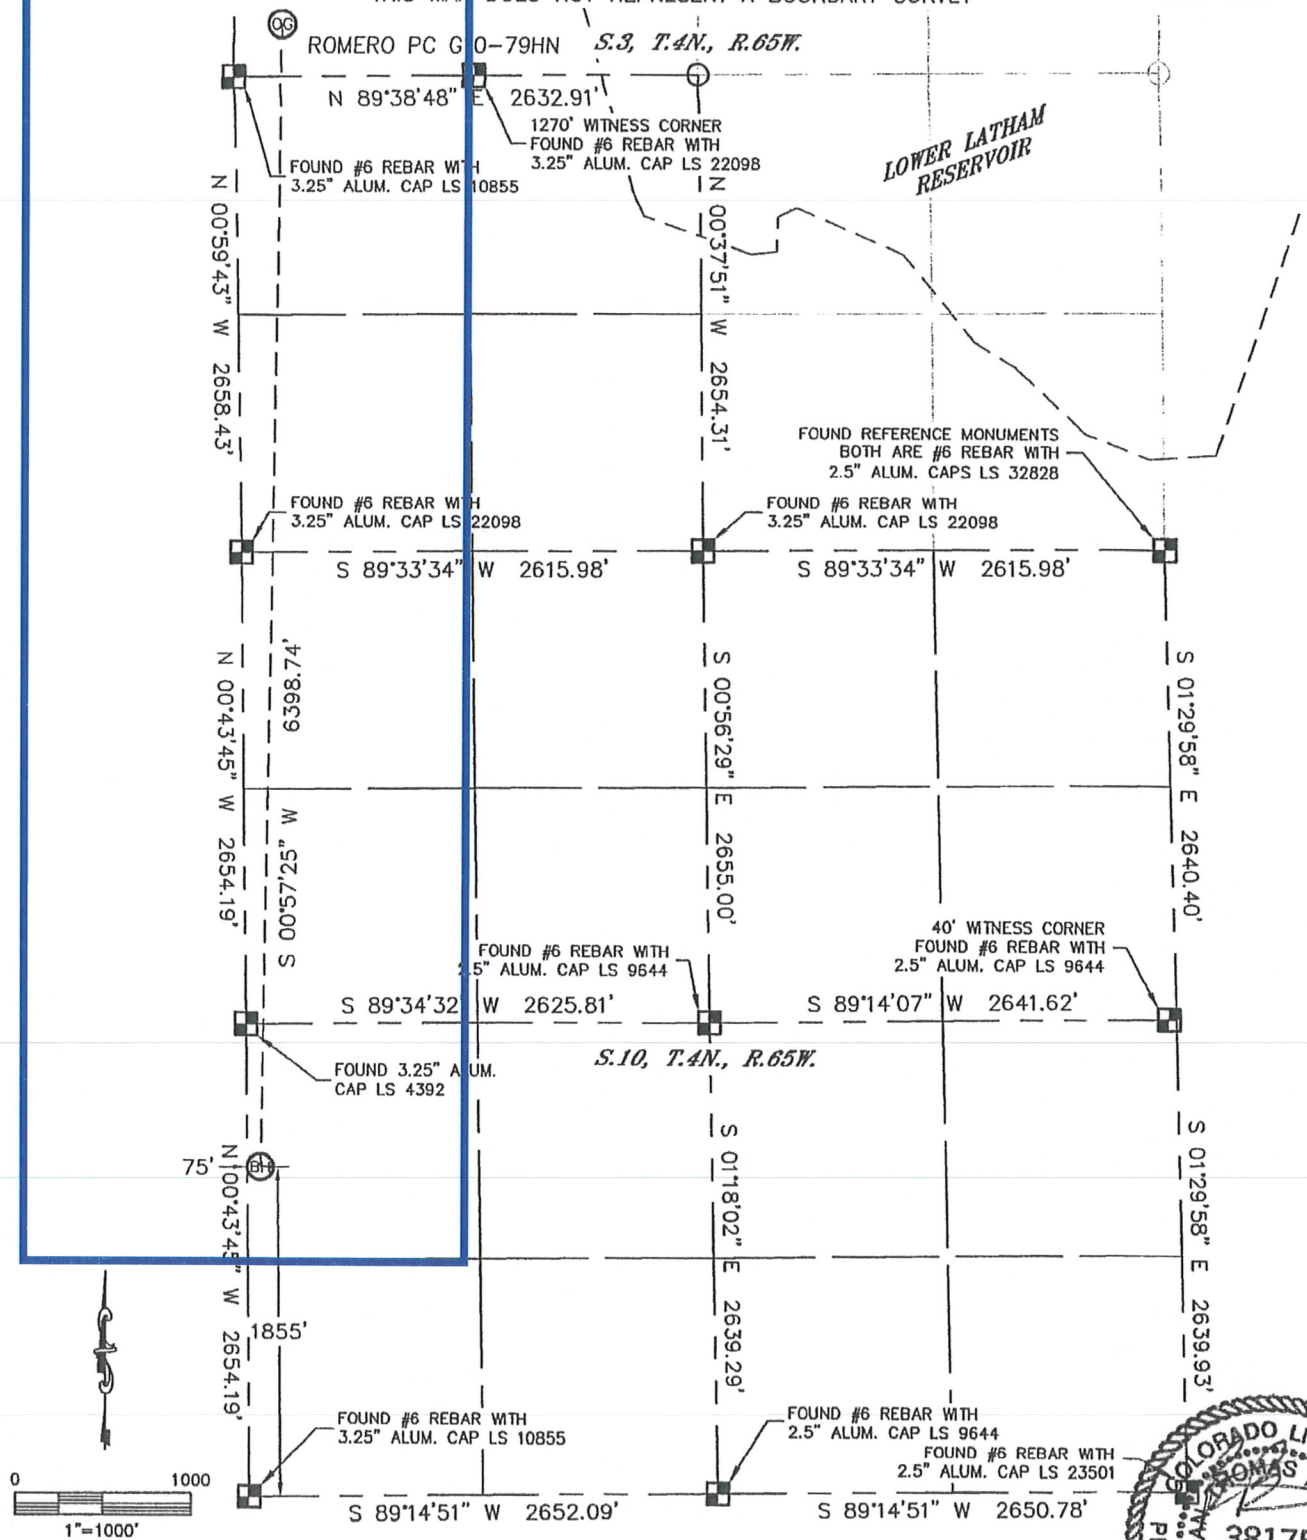 OG
ROMERO PC G 0-79HN
S.3, T.4N., R.65W.
N 89°38'48" E 2632.91'
1270' WITNESS CORNER
FOUND #6 REBAR WITH
3.25" ALUM. CAP LS 22098
FOUND #6 REBAR WITH
3.25" ALUM. CAP LS 10855
LOWER LATHAM
RESERVOIR
N 00°59'43" W 2658.43'
N 00°37'51" W 2654.31'
FOUND REFERENCE MONUMENTS
BOTH ARE #6 REBAR WITH
2.5" ALUM. CAPS LS 32828
FOUND #6 REBAR WITH
3.25" ALUM. CAP LS 22098
FOUND #6 REBAR WITH
3.25" ALUM. CAP LS 22098
S 89°33'34" W 2615.98'
S 89°33'34" W 2615.98'
N 00°43'45" W 2654.19'
S 00°57'25" W 6398.74'
S 00°56'29" E 2655.00'
S 01°29'58" E 2640.40'
FOUND #6 REBAR WITH
2.5" ALUM. CAP LS 9644
40' WITNESS CORNER
FOUND #6 REBAR WITH
2.5" ALUM. CAP LS 9644
S 89°34'32" W 2625.81'
S 89°14'07" W 2641.62'
S.10, T.4N., R.65W.
FOUND 3.25" ALUM.
CAP LS 4392
75'
BH
N 00°43'45" W 2654.19'
S 01°18'02" E 2639.29'
S 01°29'58" E 2639.93'
1855'
FOUND #6 REBAR WITH
3.25" ALUM. CAP LS 10855
FOUND #6 REBAR WITH
2.5" ALUM. CAP LS 9644
FOUND #6 REBAR WITH
2.5" ALUM. CAP LS 23501
S 89°14'51" W 2652.09'
S 89°14'51" W 2650.78'
0 1000
1"=1000'
COLORADO LI
THOMAS